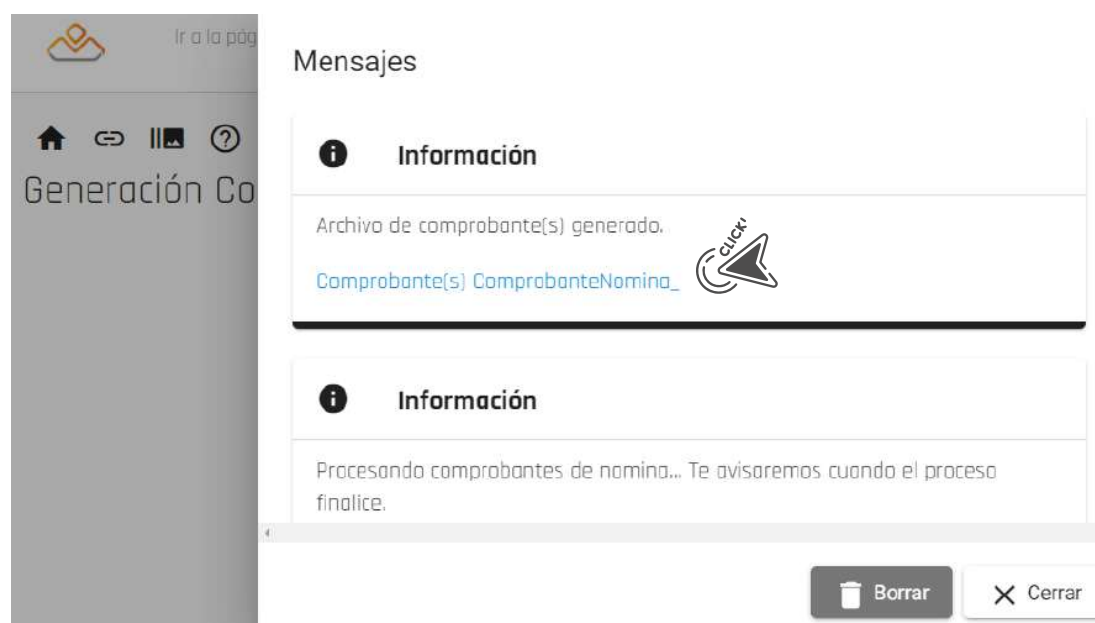 Ir a la pág
Mensajes
Información
Generación Co
Archivo de comprobante(s) generado.
CLICK!
Comprobante(s) ComprobanteNomina_
Información
Procesando comprobantes de nomina... Te avisaremos cuando el proceso
finalice.
Borrar
Cerrar